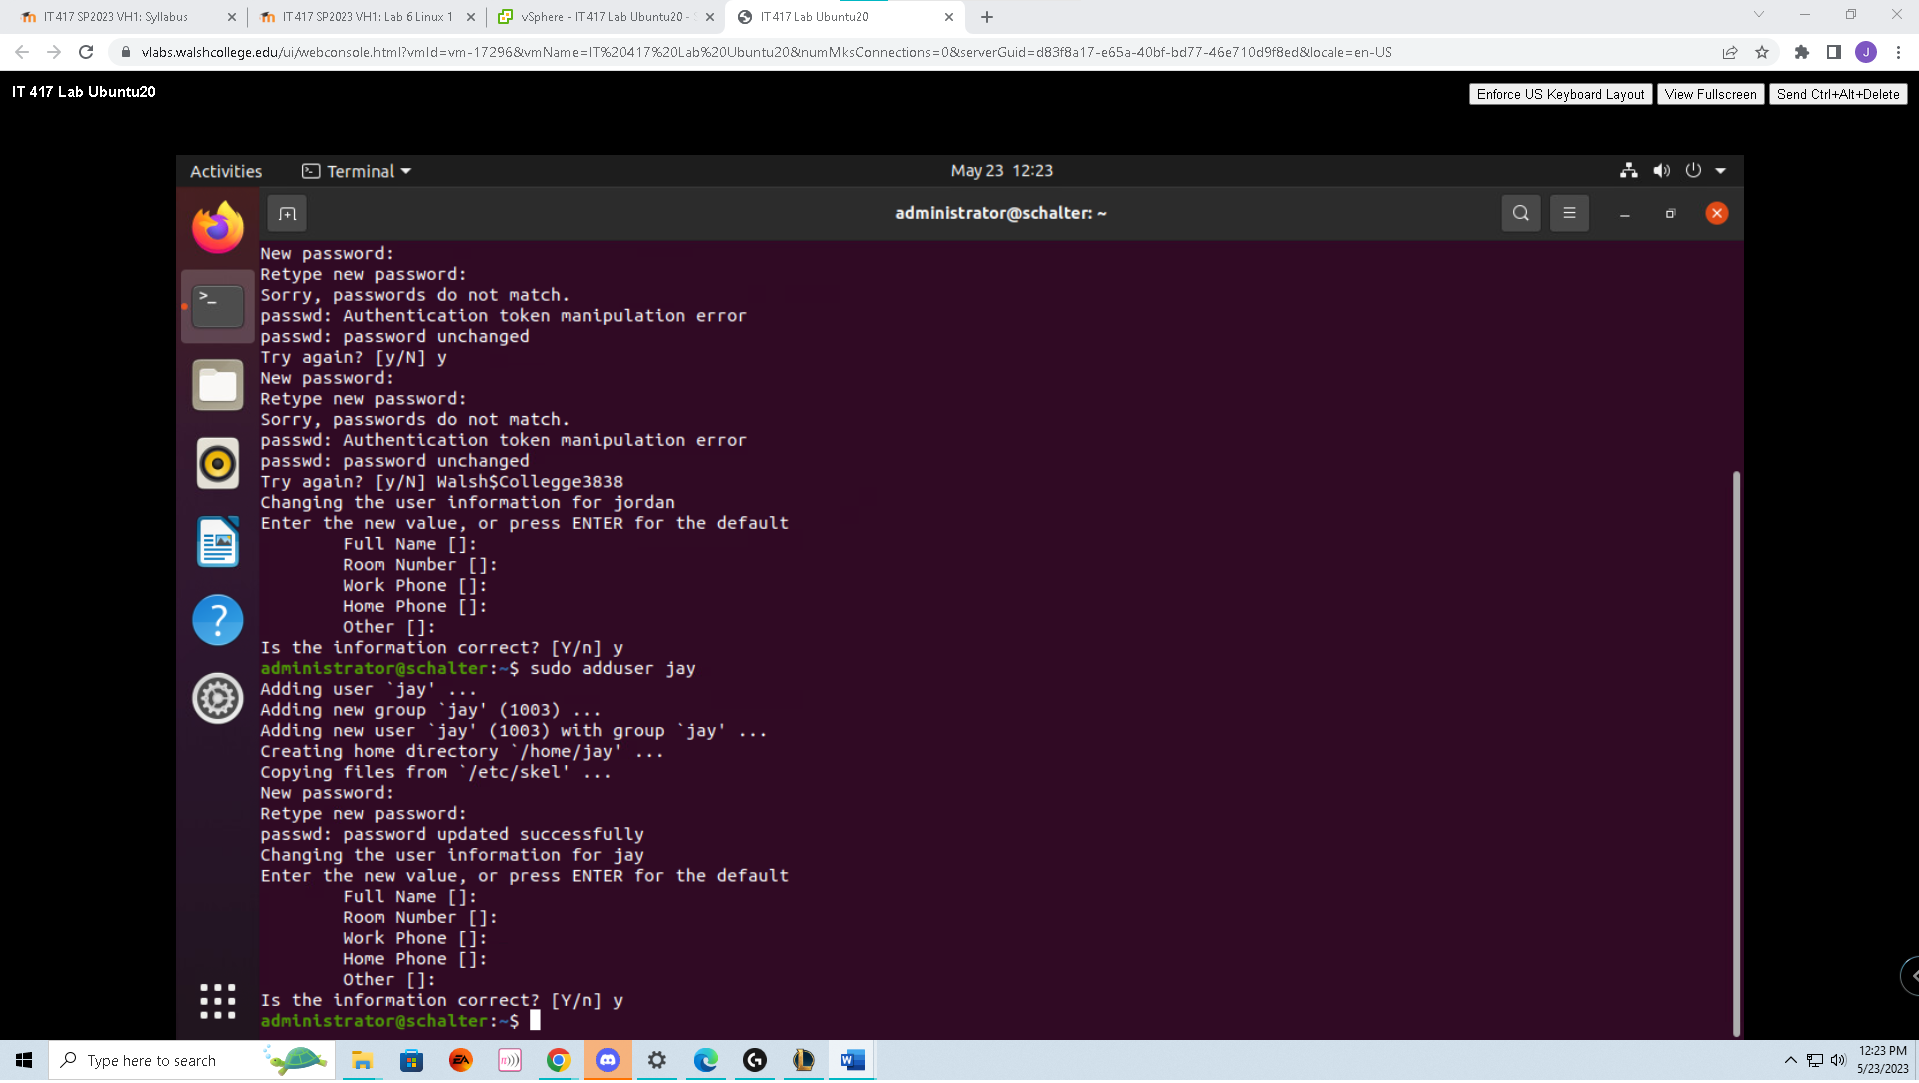 IT417 SP2023 VH1: Syllabus
IT417 SP2023 VH1: Lab 6 Linux 1
vSphere - IT417 Lab Ubuntu20 -
IT417 Lab Ubuntu20
vlabs.walshcollege.edu/ui/webconsole.html?vmId=vm-17296&vmName=IT%20417%20Lab%20Ubuntu20&numMksConnections=0&serverGuid=d83f8a17-e65a-40bf-bd77-46e710d9f8ed&locale=en-US
J
IT 417 Lab Ubuntu20
Enforce US Keyboard Layout
View Fullscreen
Send Ctrl+Alt+Delete
Activities
Terminal
May 23 12:23
administrator@schalter: ~
New password:
Retype new password:
Sorry, passwords do not match.
passwd: Authentication token manipulation error
passwd: password unchanged
Try again? [y/N] y
New password:
Retype new password:
Sorry, passwords do not match.
passwd: Authentication token manipulation error
passwd: password unchanged
Try again? [y/N] Walsh$Collegge3838
Changing the user information for jordan
Enter the new value, or press ENTER for the default
Full Name []:
Room Number []:
Work Phone []:
Home Phone []:
Other []:
Is the information correct? [Y/n] y
administrator@schalter:~$ sudo adduser jay
Adding user `jay' ...
Adding new group `jay' (1003) ...
Adding new user `jay' (1003) with group `jay' ...
Creating home directory `/home/jay' ...
Copying files from `/etc/skel' ...
New password:
Retype new password:
passwd: password updated successfully
Changing the user information for jay
Enter the new value, or press ENTER for the default
Full Name []:
Room Number []:
Work Phone []:
Home Phone []:
Other []:
Is the information correct? [Y/n] y
administrator@schalter:~$
Type here to search
12:23 PM
5/23/2023